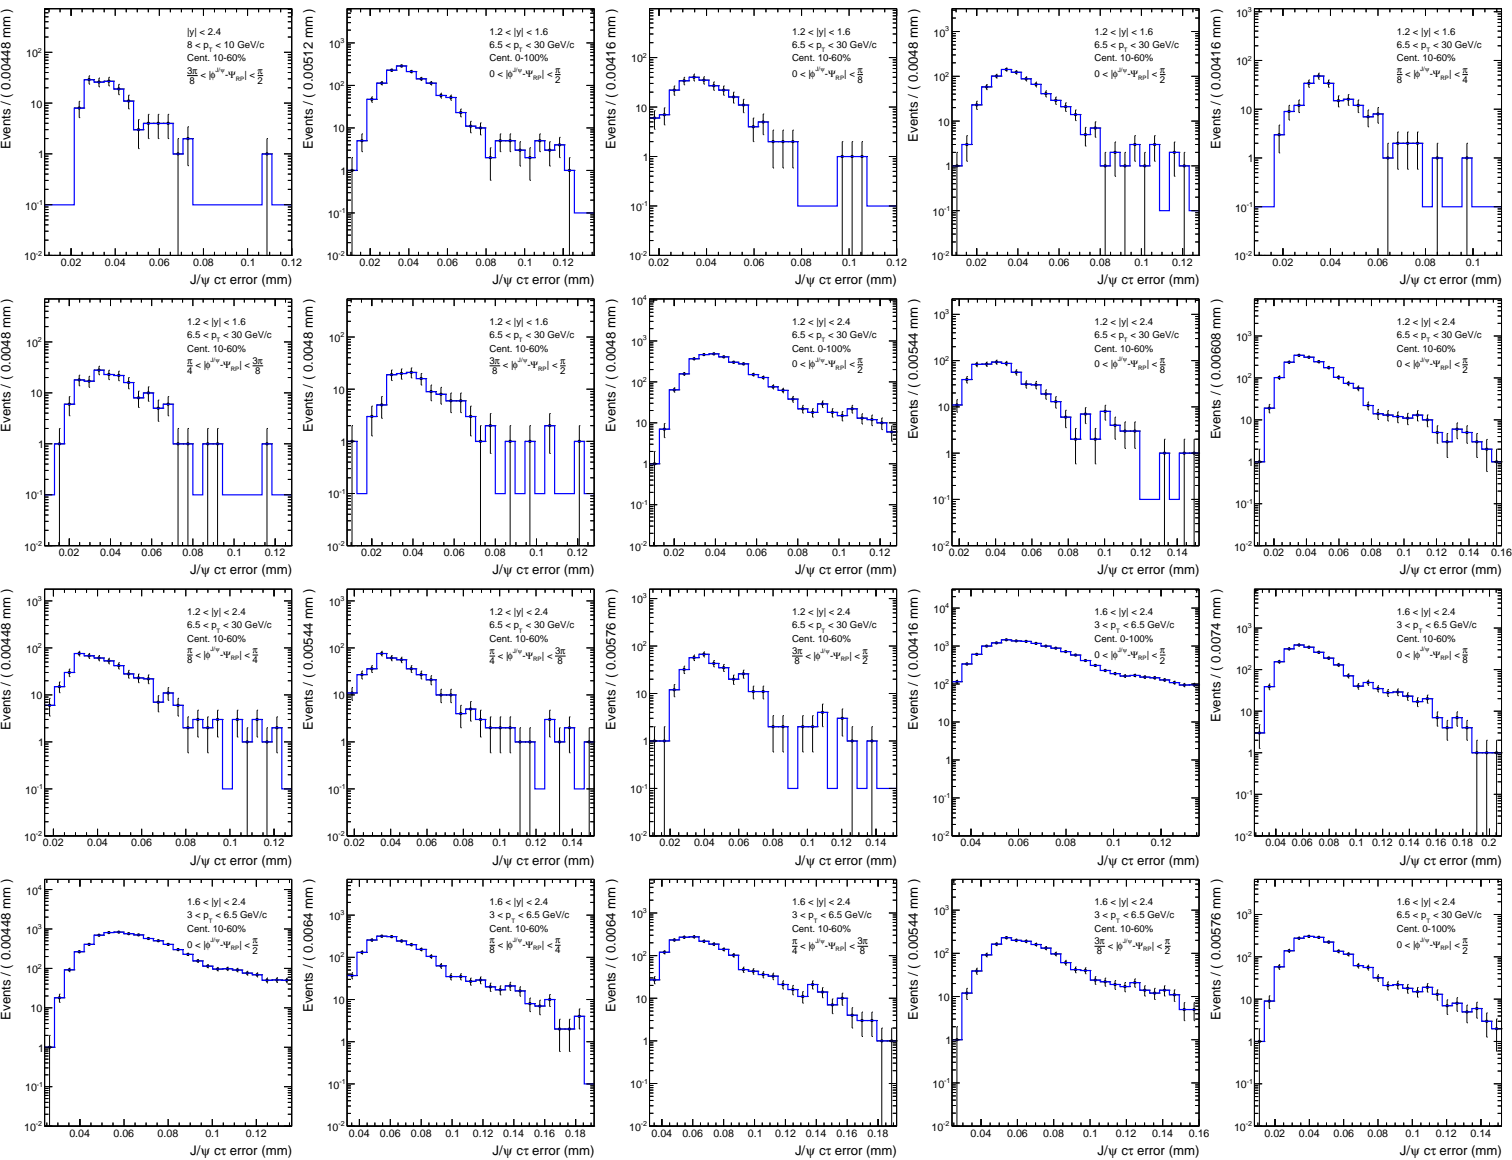 Events / ( 0.00448 mm )
|y| < 2.4
8 < p_T < 10 GeV/c
Cent. 10-60%
3π/8 < |ϕ^J/ψ-Ψ_RP| < π/2
J/ψ cτ error (mm)
Events / ( 0.00512 mm )
1.2 < |y| < 1.6
6.5 < p_T < 30 GeV/c
Cent. 0-100%
0 < |ϕ^J/ψ-Ψ_RP| < π/2
J/ψ cτ error (mm)
Events / ( 0.00416 mm )
1.2 < |y| < 1.6
6.5 < p_T < 30 GeV/c
Cent. 10-60%
0 < |ϕ^J/ψ-Ψ_RP| < π/8
J/ψ cτ error (mm)
Events / ( 0.0048 mm )
1.2 < |y| < 1.6
6.5 < p_T < 30 GeV/c
Cent. 10-60%
0 < |ϕ^J/ψ-Ψ_RP| < π/2
J/ψ cτ error (mm)
Events / ( 0.00416 mm )
1.2 < |y| < 1.6
6.5 < p_T < 30 GeV/c
Cent. 10-60%
π/8 < |ϕ^J/ψ-Ψ_RP| < π/4
J/ψ cτ error (mm)
Events / ( 0.0048 mm )
1.2 < |y| < 1.6
6.5 < p_T < 30 GeV/c
Cent. 10-60%
π/4 < |ϕ^J/ψ-Ψ_RP| < 3π/8
J/ψ cτ error (mm)
Events / ( 0.0048 mm )
1.2 < |y| < 1.6
6.5 < p_T < 30 GeV/c
Cent. 10-60%
3π/8 < |ϕ^J/ψ-Ψ_RP| < π/2
J/ψ cτ error (mm)
Events / ( 0.0048 mm )
1.2 < |y| < 2.4
6.5 < p_T < 30 GeV/c
Cent. 0-100%
0 < |ϕ^J/ψ-Ψ_RP| < π/2
J/ψ cτ error (mm)
Events / ( 0.00544 mm )
1.2 < |y| < 2.4
6.5 < p_T < 30 GeV/c
Cent. 10-60%
0 < |ϕ^J/ψ-Ψ_RP| < π/8
J/ψ cτ error (mm)
Events / ( 0.00608 mm )
1.2 < |y| < 2.4
6.5 < p_T < 30 GeV/c
Cent. 10-60%
0 < |ϕ^J/ψ-Ψ_RP| < π/2
J/ψ cτ error (mm)
Events / ( 0.00448 mm )
1.2 < |y| < 2.4
6.5 < p_T < 30 GeV/c
Cent. 10-60%
π/8 < |ϕ^J/ψ-Ψ_RP| < π/4
J/ψ cτ error (mm)
Events / ( 0.00544 mm )
1.2 < |y| < 2.4
6.5 < p_T < 30 GeV/c
Cent. 10-60%
π/4 < |ϕ^J/ψ-Ψ_RP| < 3π/8
J/ψ cτ error (mm)
Events / ( 0.00576 mm )
1.2 < |y| < 2.4
6.5 < p_T < 30 GeV/c
Cent. 10-60%
3π/8 < |ϕ^J/ψ-Ψ_RP| < π/2
J/ψ cτ error (mm)
Events / ( 0.00416 mm )
1.6 < |y| < 2.4
3 < p_T < 6.5 GeV/c
Cent. 0-100%
0 < |ϕ^J/ψ-Ψ_RP| < π/2
J/ψ cτ error (mm)
Events / ( 0.0074 mm )
1.6 < |y| < 2.4
3 < p_T < 6.5 GeV/c
Cent. 10-60%
0 < |ϕ^J/ψ-Ψ_RP| < π/8
J/ψ cτ error (mm)
Events / ( 0.00448 mm )
1.6 < |y| < 2.4
3 < p_T < 6.5 GeV/c
Cent. 10-60%
0 < |ϕ^J/ψ-Ψ_RP| < π/2
J/ψ cτ error (mm)
Events / ( 0.0064 mm )
1.6 < |y| < 2.4
3 < p_T < 6.5 GeV/c
Cent. 10-60%
π/8 < |ϕ^J/ψ-Ψ_RP| < π/4
J/ψ cτ error (mm)
Events / ( 0.0064 mm )
1.6 < |y| < 2.4
3 < p_T < 6.5 GeV/c
Cent. 10-60%
π/4 < |ϕ^J/ψ-Ψ_RP| < 3π/8
J/ψ cτ error (mm)
Events / ( 0.00544 mm )
1.6 < |y| < 2.4
3 < p_T < 6.5 GeV/c
Cent. 10-60%
3π/8 < |ϕ^J/ψ-Ψ_RP| < π/2
J/ψ cτ error (mm)
Events / ( 0.00576 mm )
1.6 < |y| < 2.4
6.5 < p_T < 30 GeV/c
Cent. 0-100%
0 < |ϕ^J/ψ-Ψ_RP| < π/2
J/ψ cτ error (mm)